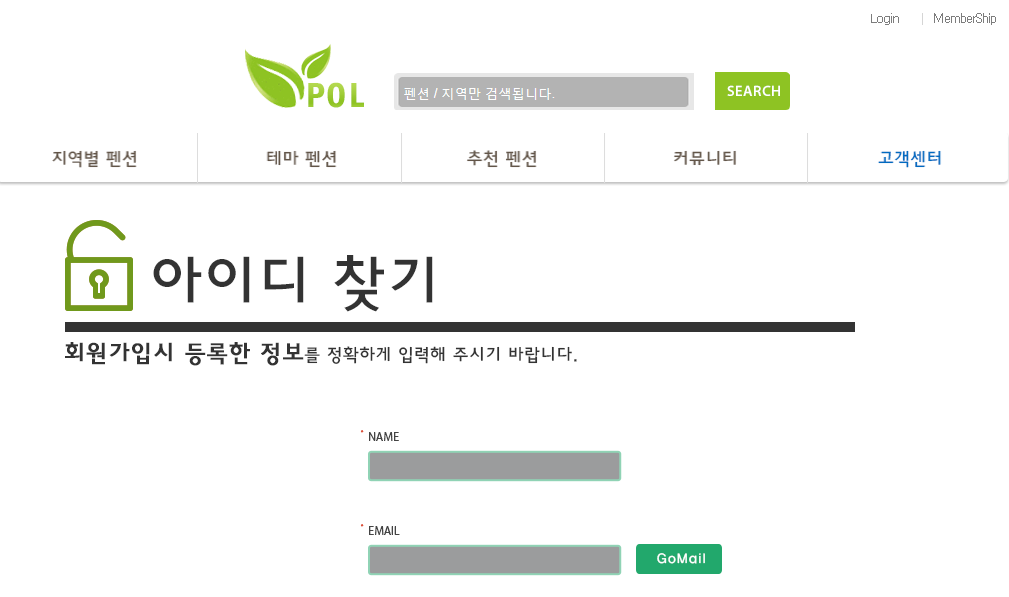 Login | MemberShip
POL
펜션 / 지역만 검색됩니다.
SEARCH
지역별 펜션
테마 펜션
추천 펜션
커뮤니티
고객센터
아이디 찾기
회원가입시 등록한 정보를 정확하게 입력해 주시기 바랍니다.
* NAME
* EMAIL
GoMail